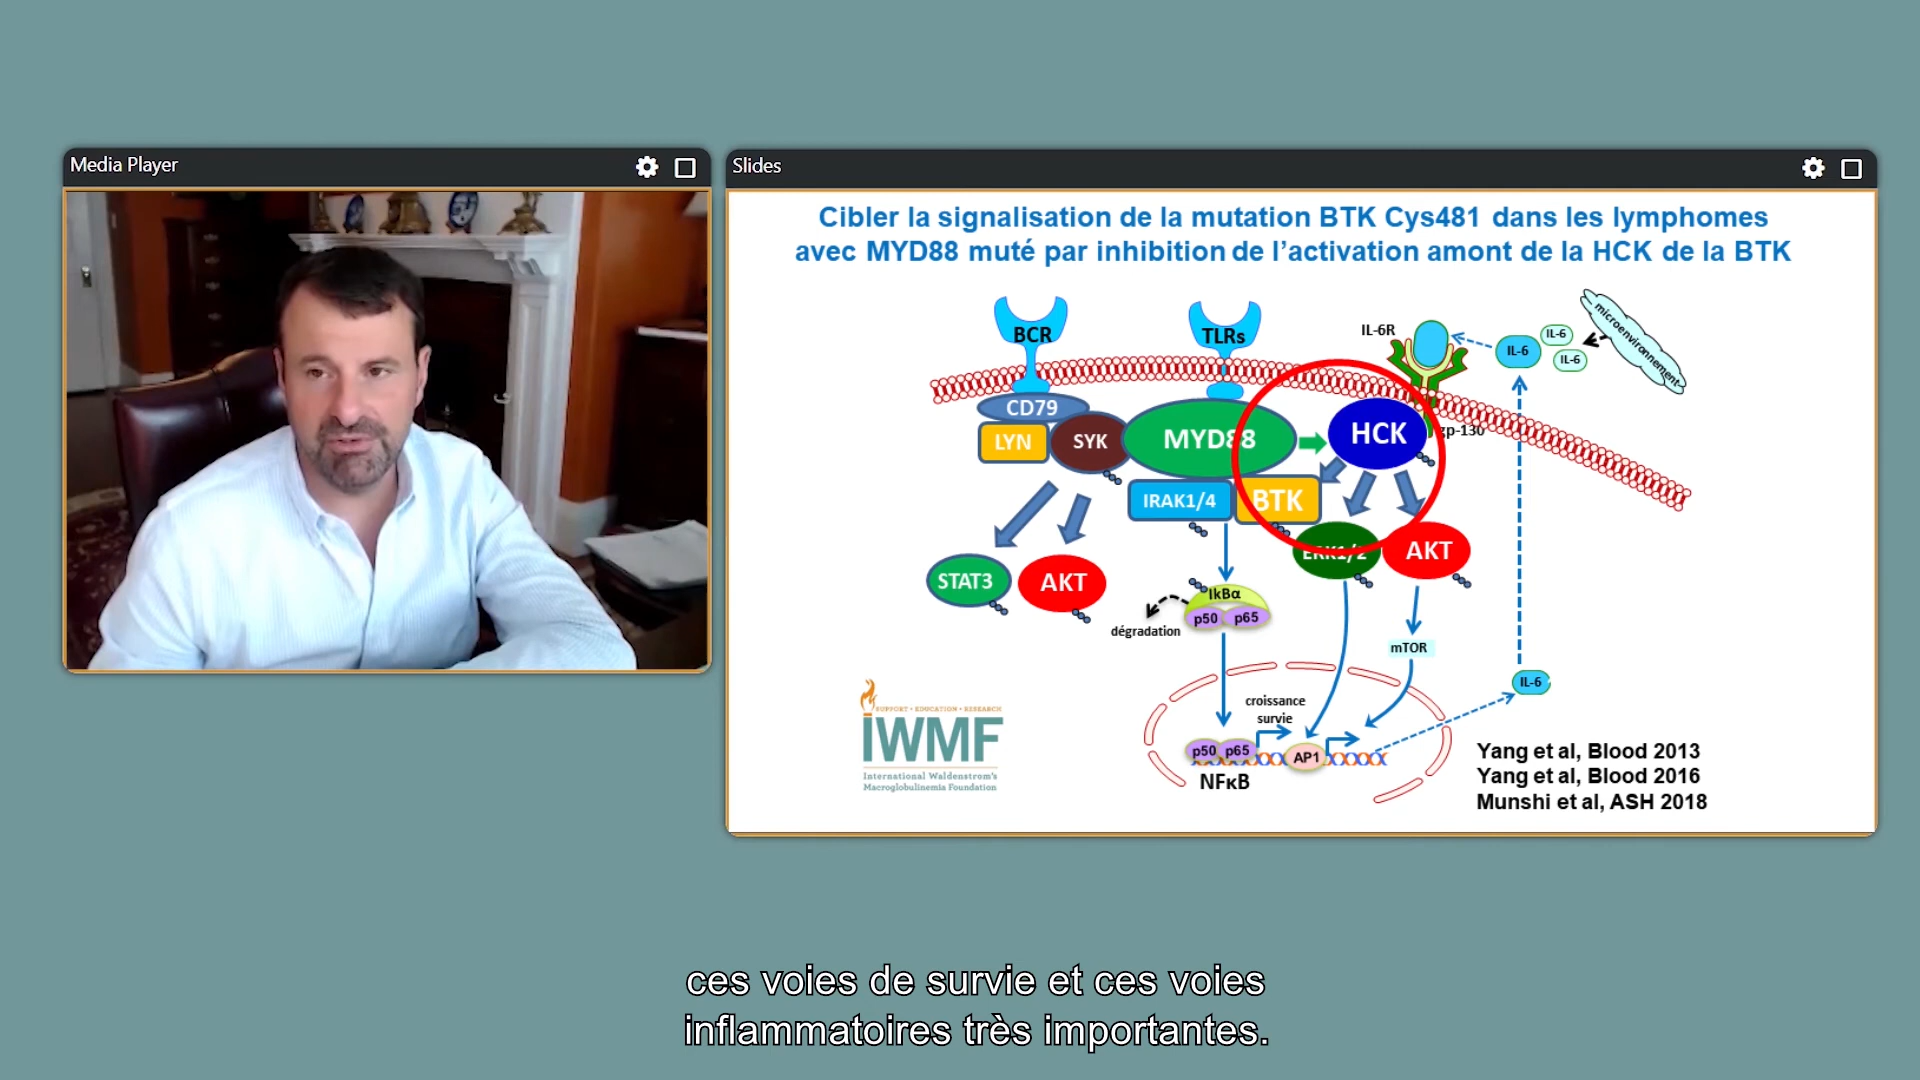 Media Player
Slides
Cibler la signalisation de la mutation BTK Cys481 dans les lymphomes
avec MYD88 muté par inhibition de l’activation amont de la HCK de la BTK
BCR
TLRs
IL-6R
IL-6
IL-6
IL-6
microenvironnement
CD79
LYN
SYK
MYD88
HCK
gp-130
IRAK1/4
BTK
ERK1/2
AKT
STAT3
AKT
IkBα
p50
p65
dégradation
mTOR
IL-6
croissance
survie
p50
p65
AP1
NFκB
SUPPORT • EDUCATION • RESEARCH
IWMF
International Waldenstrom's
Macroglobulinemia Foundation
Yang et al, Blood 2013
Yang et al, Blood 2016
Munshi et al, ASH 2018
ces voies de survie et ces voies
inflammatoires très importantes.